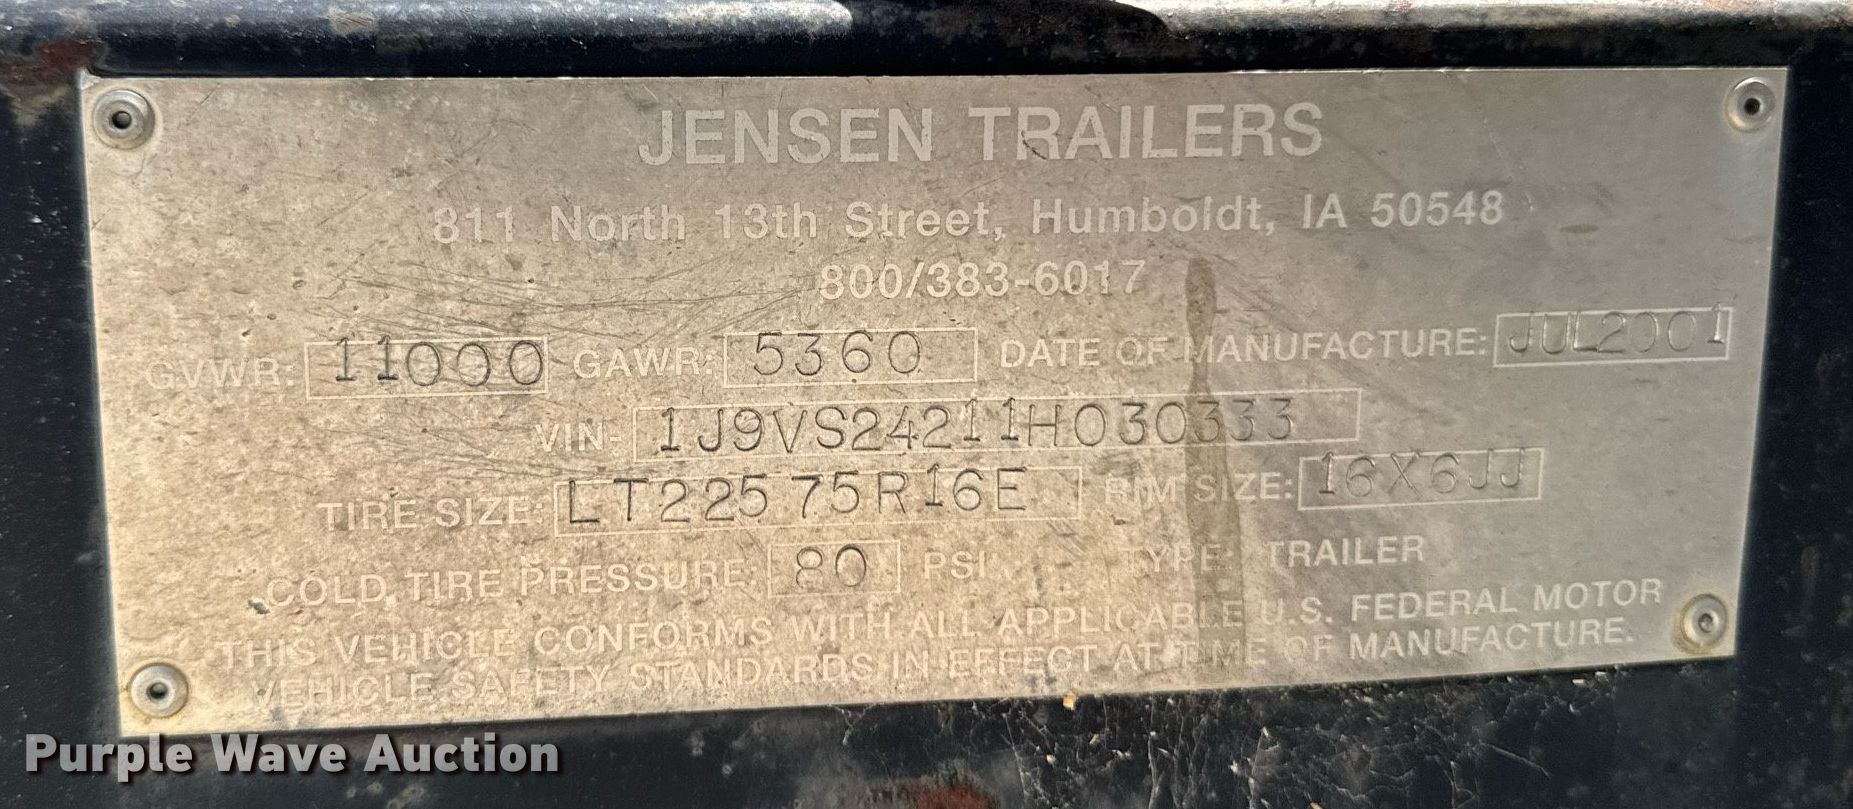 JENSEN TRAILERS
811 North 13th Street, Humboldt, IA 50548
800/383-6017
GVWR: 11000 GAWR: 5360 DATE OF MANUFACTURE: JUL2001
VIN- 1J9VS24211H030333
TIRE SIZE: LT22575R16E RIM SIZE: 16X6JJ
COLD TIRE PRESSURE: 80 PSI TYPE: TRAILER
THIS VEHICLE CONFORMS WITH ALL APPLICABLE U.S. FEDERAL MOTOR
VEHICLE SAFETY STANDARDS IN EFFECT AT TIME OF MANUFACTURE.
Purple Wave Auction